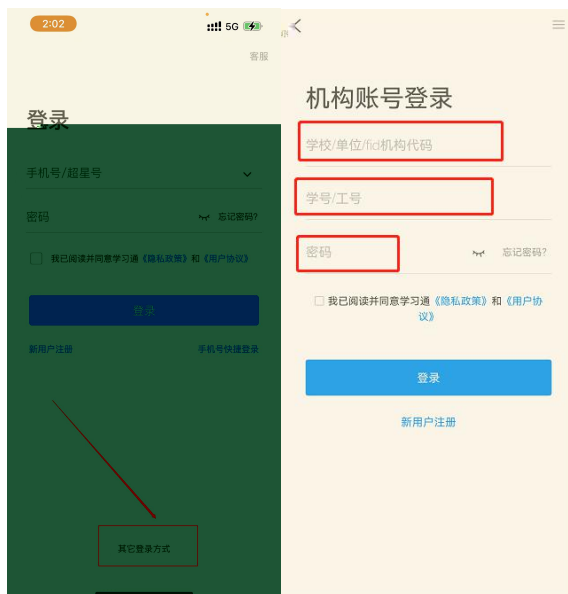 2:02
5G
客服
登录
手机号/超星号
密码
忘记密码?
我已阅读并同意学习通《隐私政策》和《用户协议》
登录
新用户注册
手机号快捷登录
其它登录方式
机构账号登录
学校/单位/fid机构代码
学号/工号
密码
忘记密码?
我已阅读并同意学习通《隐私政策》和《用户协
议》
登录
新用户注册